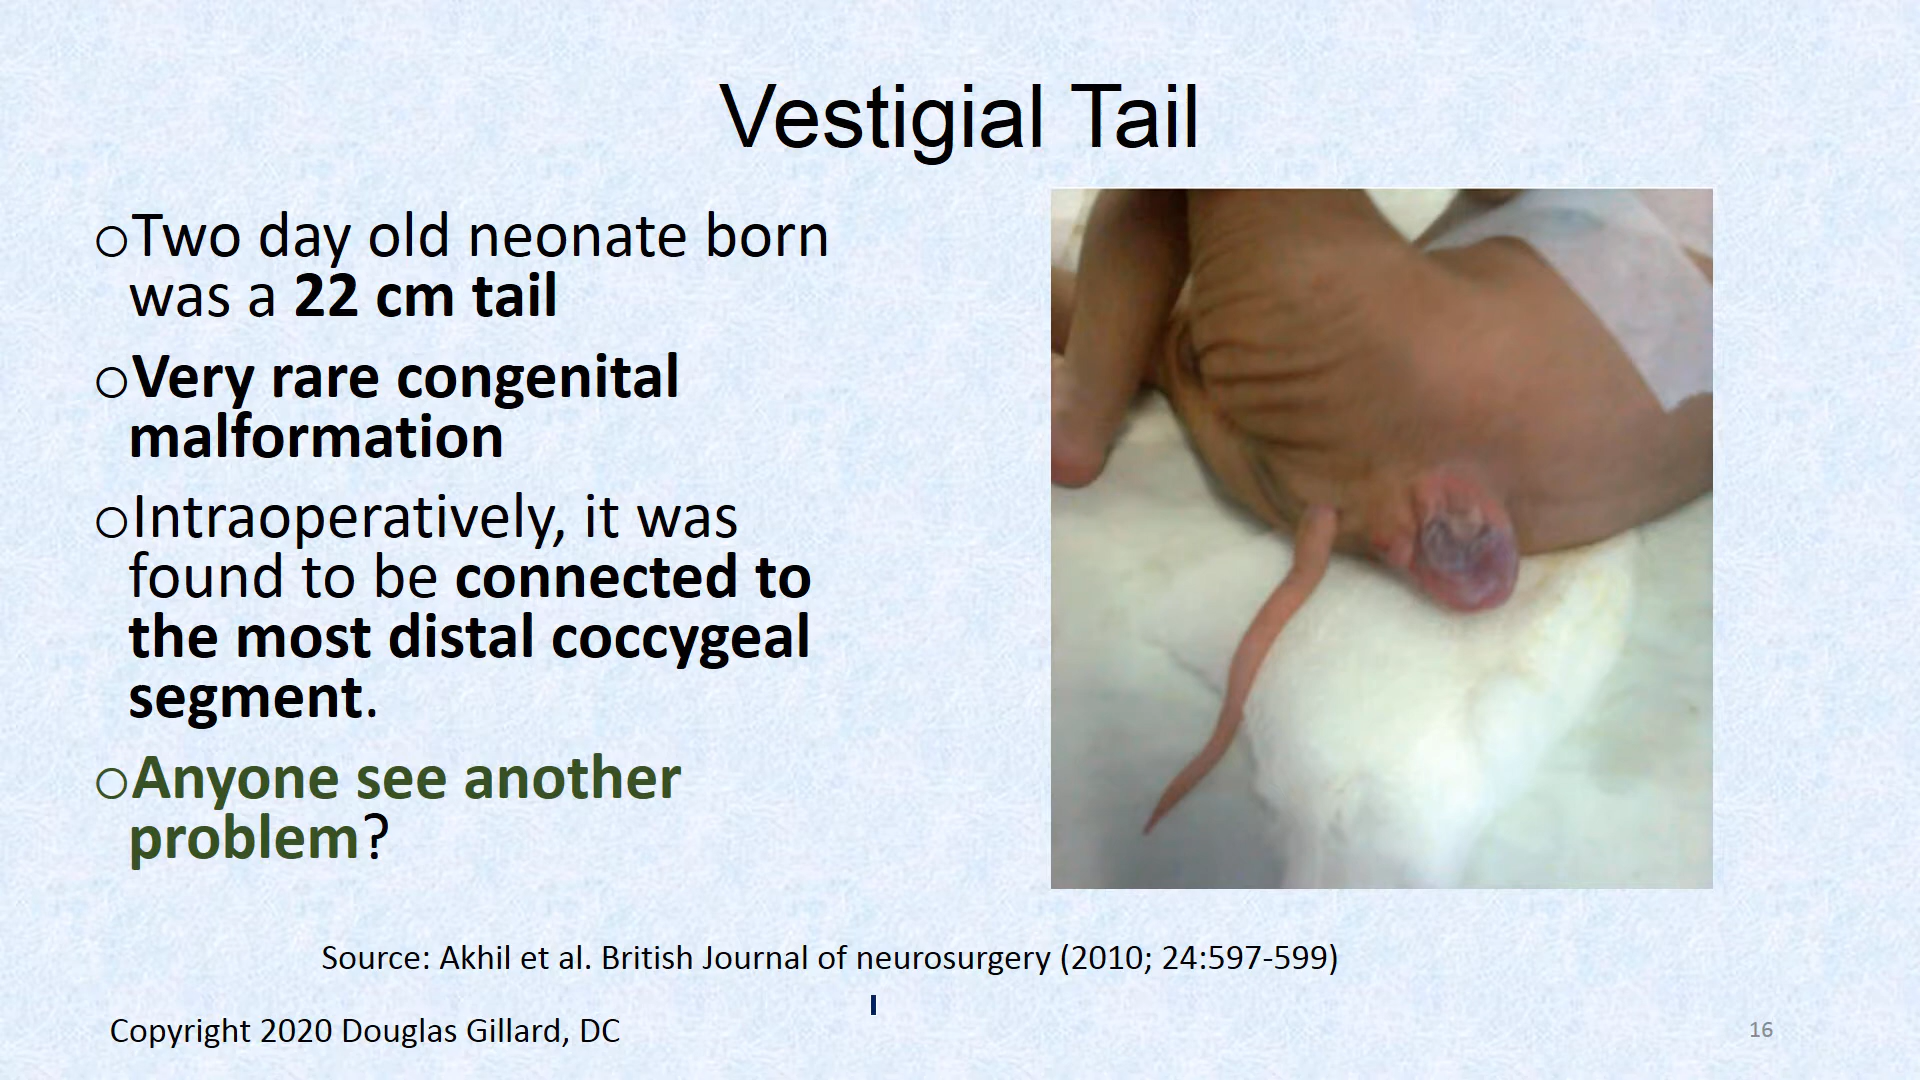 Vestigial Tail
oTwo day old neonate born
was a 22 cm tail
oVery rare congenital
malformation
oIntraoperatively, it was
found to be connected to
the most distal coccygeal
segment.
oAnyone see another
problem?
Source: Akhil et al. British Journal of neurosurgery (2010; 24:597-599)
Copyright 2020 Douglas Gillard, DC
16